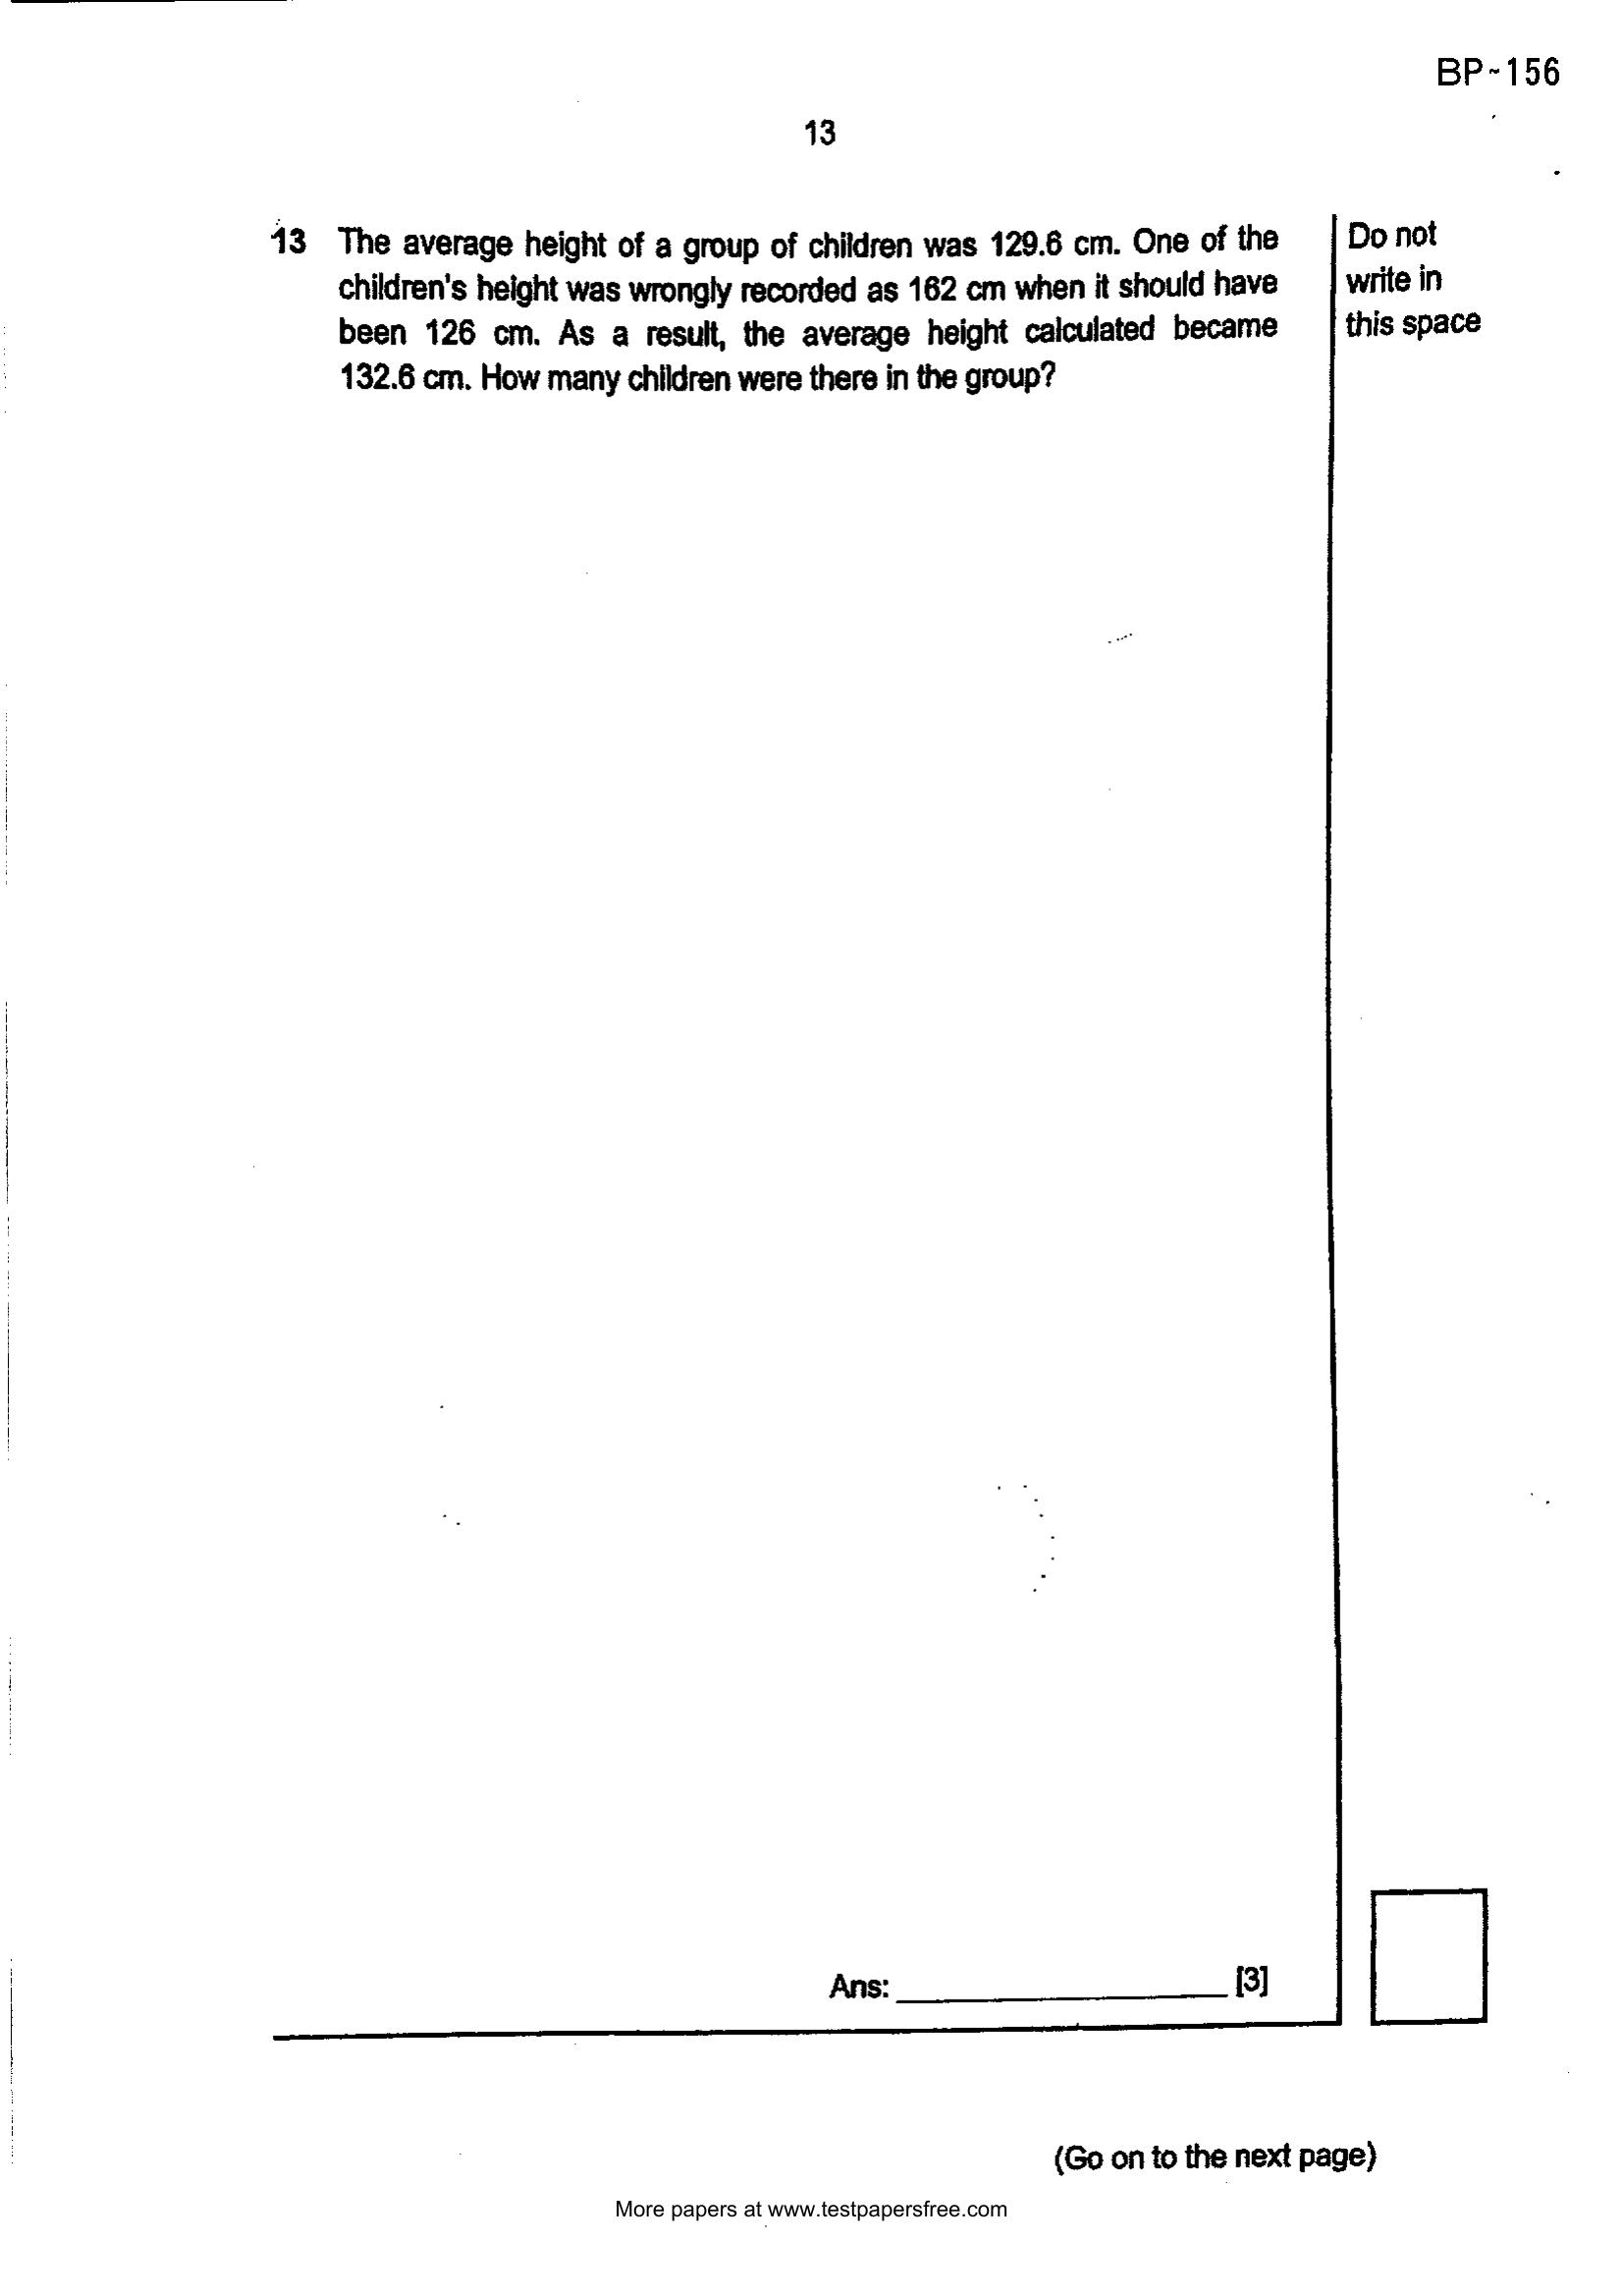 BP~156
13
13 The average height of a group of children was 129.6 cm. One of the
children's height was wrongly recorded as 162 cm when it should have
been 126 cm. As a result, the average height calculated became
132.6 cm. How many children were there in the group?
Do not
write in
this space
Ans: ____________________ [3]
(Go on to the next page)
More papers at www.testpapersfree.com